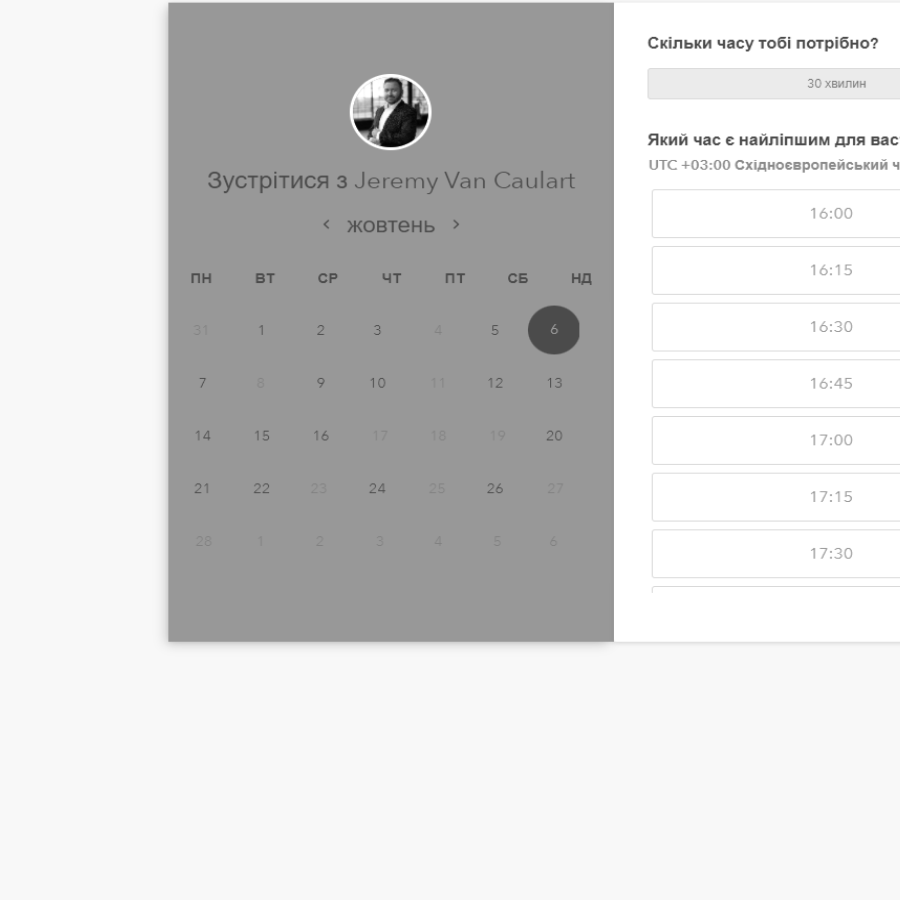 Зустрітися з Jeremy Van Caulart
жовтень
ПН ВТ СР ЧТ ПТ СБ НД
31 1 2 3 4 5 6
7 8 9 10 11 12 13
14 15 16 17 18 19 20
21 22 23 24 25 26 27
28 1 2 3 4 5 6
Скільки часу тобі потрібно?
30 хвилин
Який час є найліпшим для вас
UTC +03:00 Східноєвропейський ч
16:00
16:15
16:30
16:45
17:00
17:15
17:30